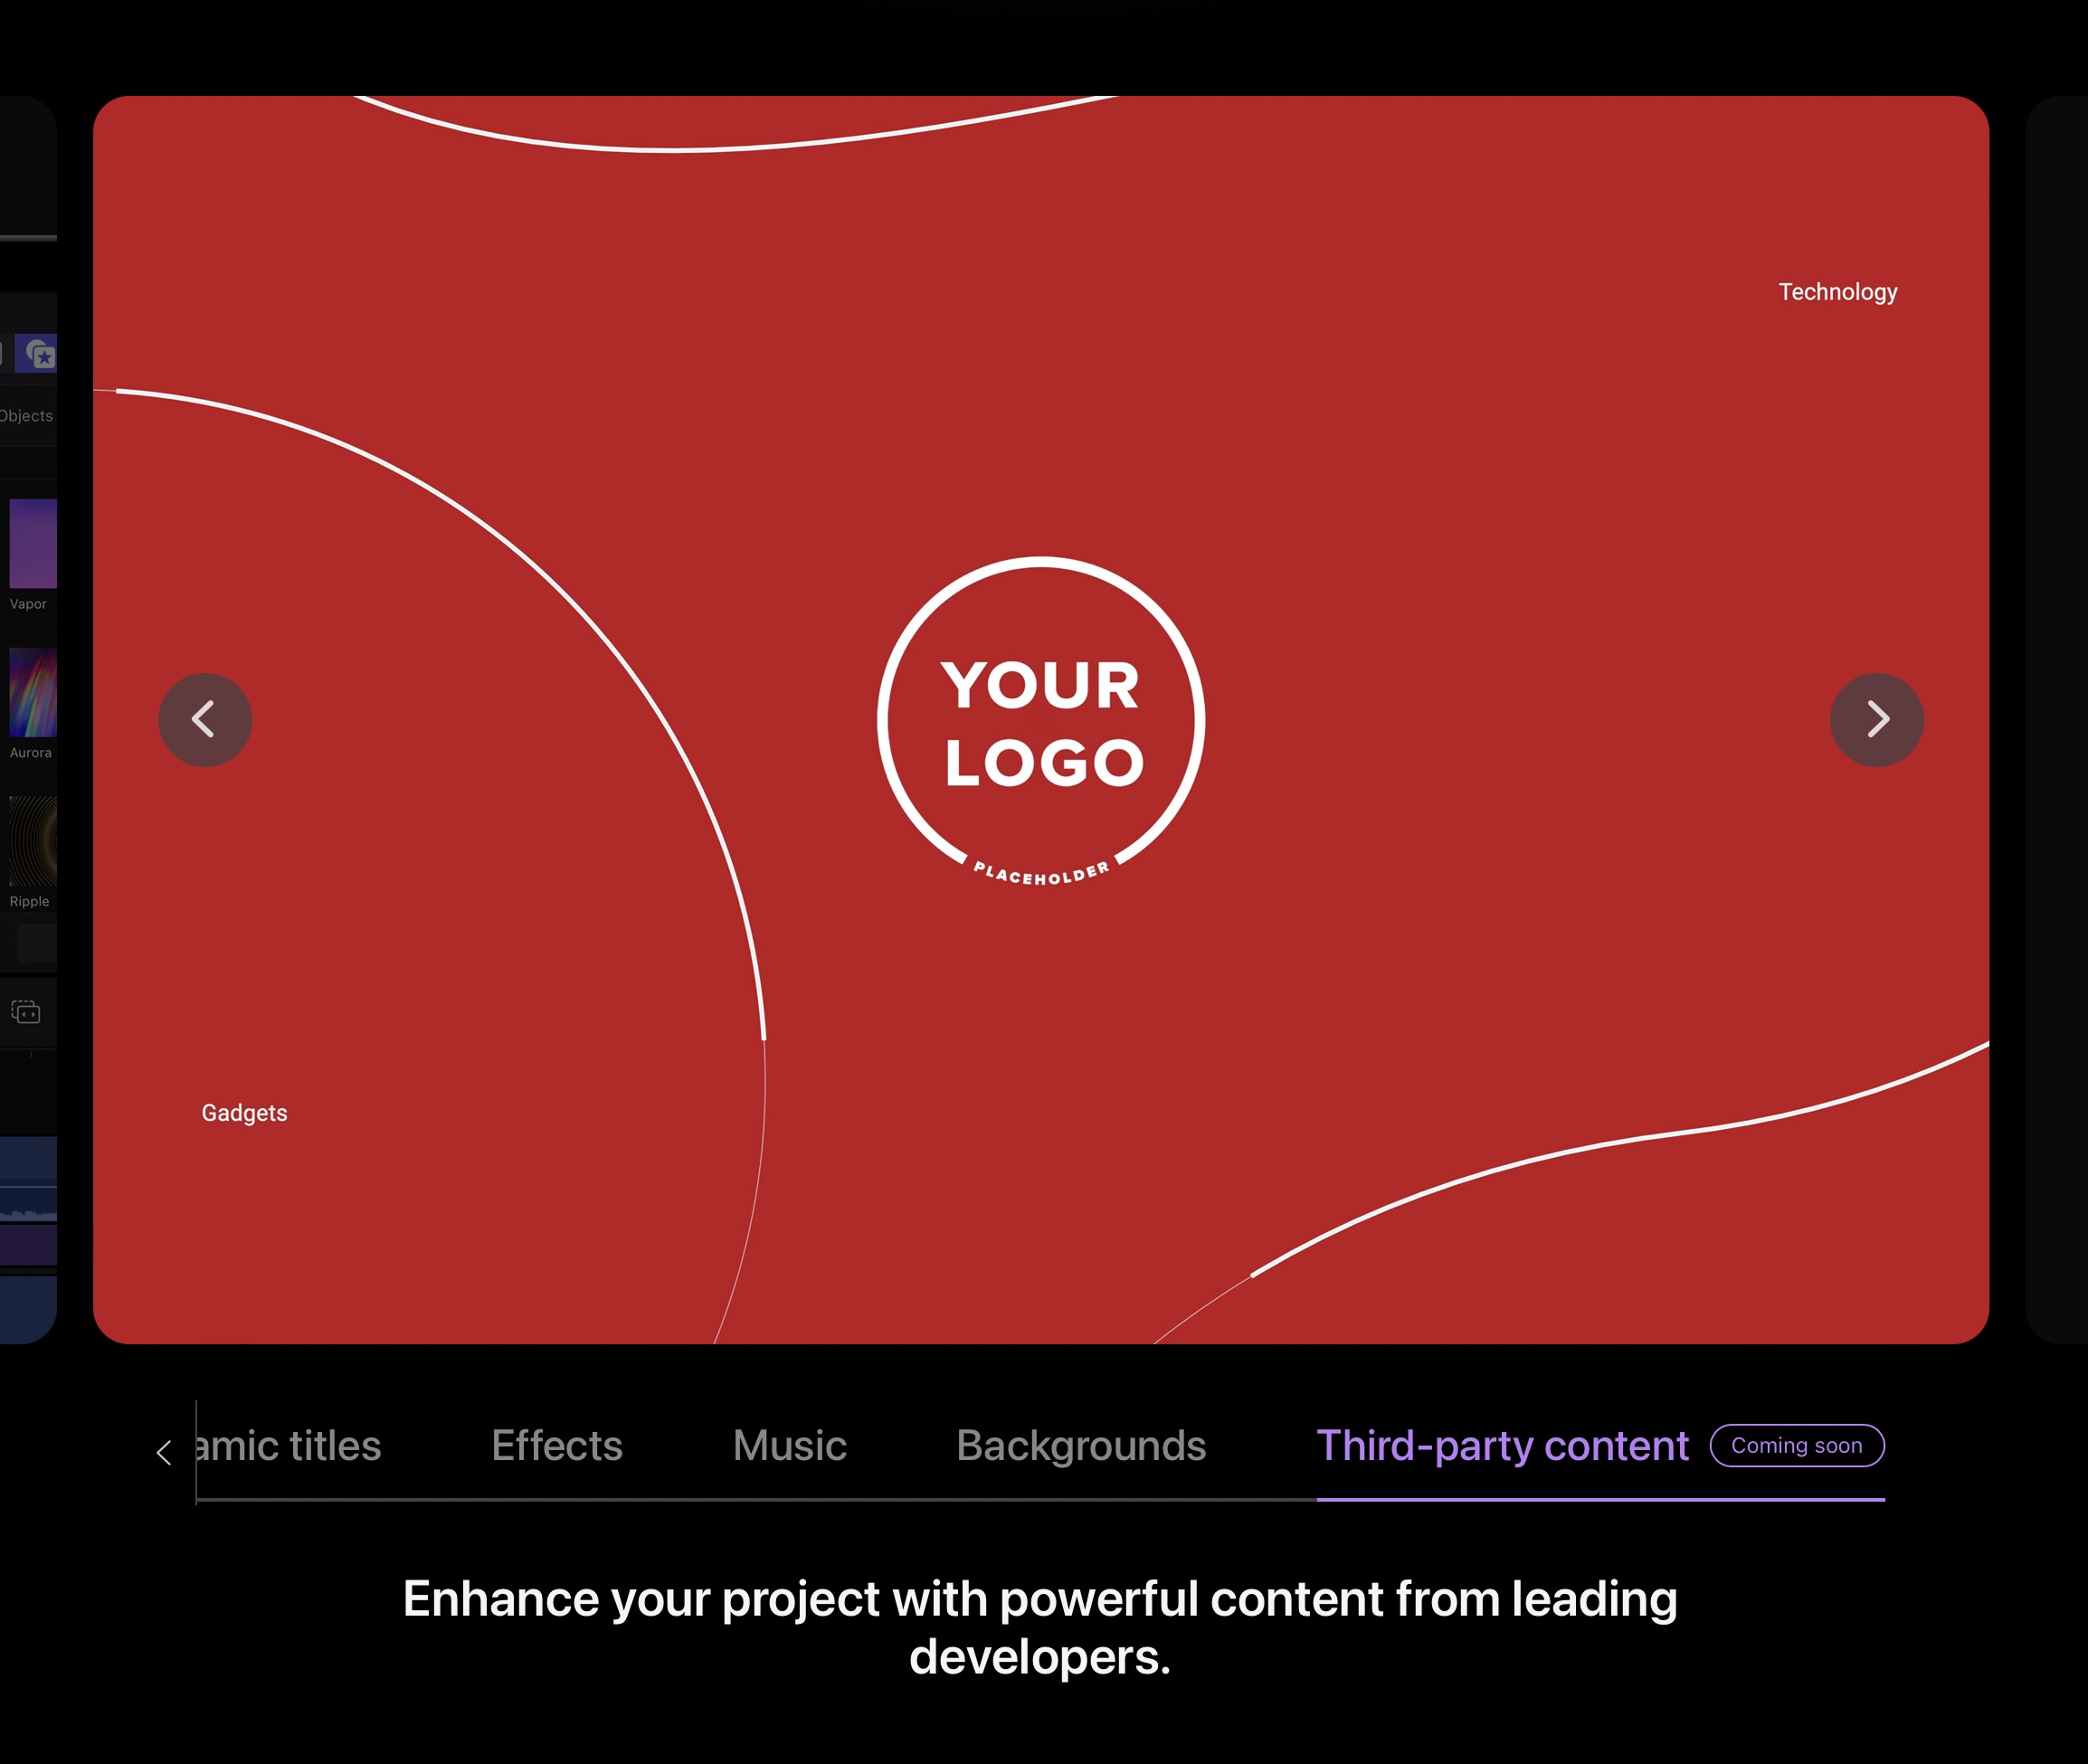 Technology
Objects
Vapor
YOUR
LOGO
PLACEHOLDER
Aurora
Ripple
Gadgets
amic titles
Effects
Music
Backgrounds
Third-party content
Coming soon
Enhance your project with powerful content from leading
developers.